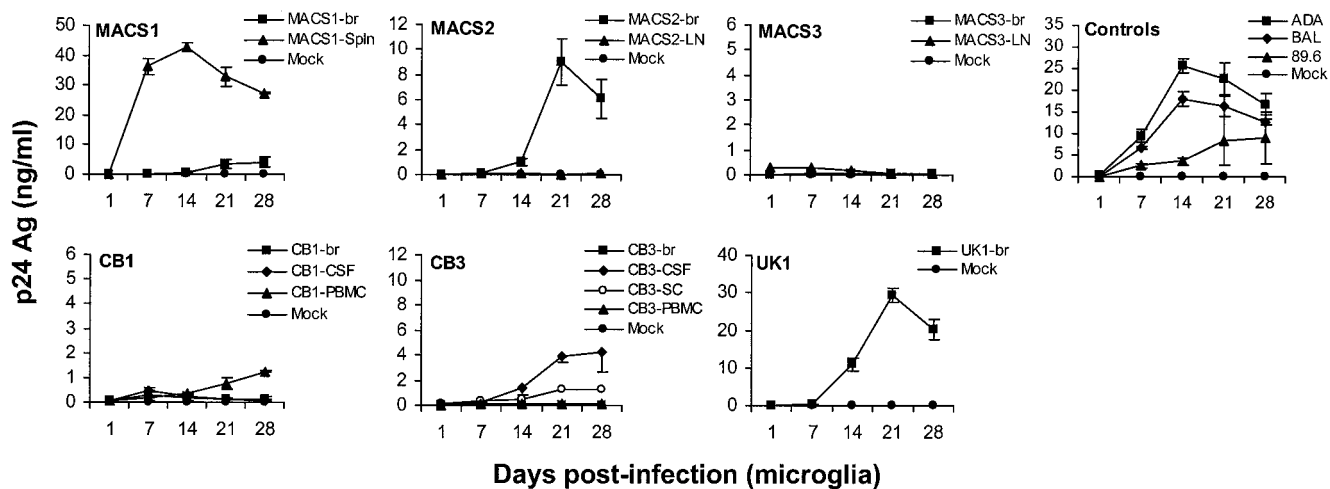 p24 Ag (ng/ml)
MACS1
MACS1-br
MACS1-Spln
Mock
50
40
30
20
10
0
1 7 14 21 28
MACS2
MACS2-br
MACS2-LN
Mock
12
10
8
6
4
2
0
1 7 14 21 28
MACS3
MACS3-br
MACS3-LN
Mock
6
5
4
3
2
1
0
1 7 14 21 28
Controls
ADA
BAL
89.6
Mock
35
30
25
20
15
10
5
0
1 7 14 21 28
CB1
CB1-br
CB1-CSF
CB1-PBMC
Mock
6
5
4
3
2
1
0
1 7 14 21 28
CB3
CB3-br
CB3-CSF
CB3-SC
CB3-PBMC
Mock
12
10
8
6
4
2
0
1 7 14 21 28
UK1
UK1-br
Mock
40
30
20
10
0
1 7 14 21 28
Days post-infection (microglia)